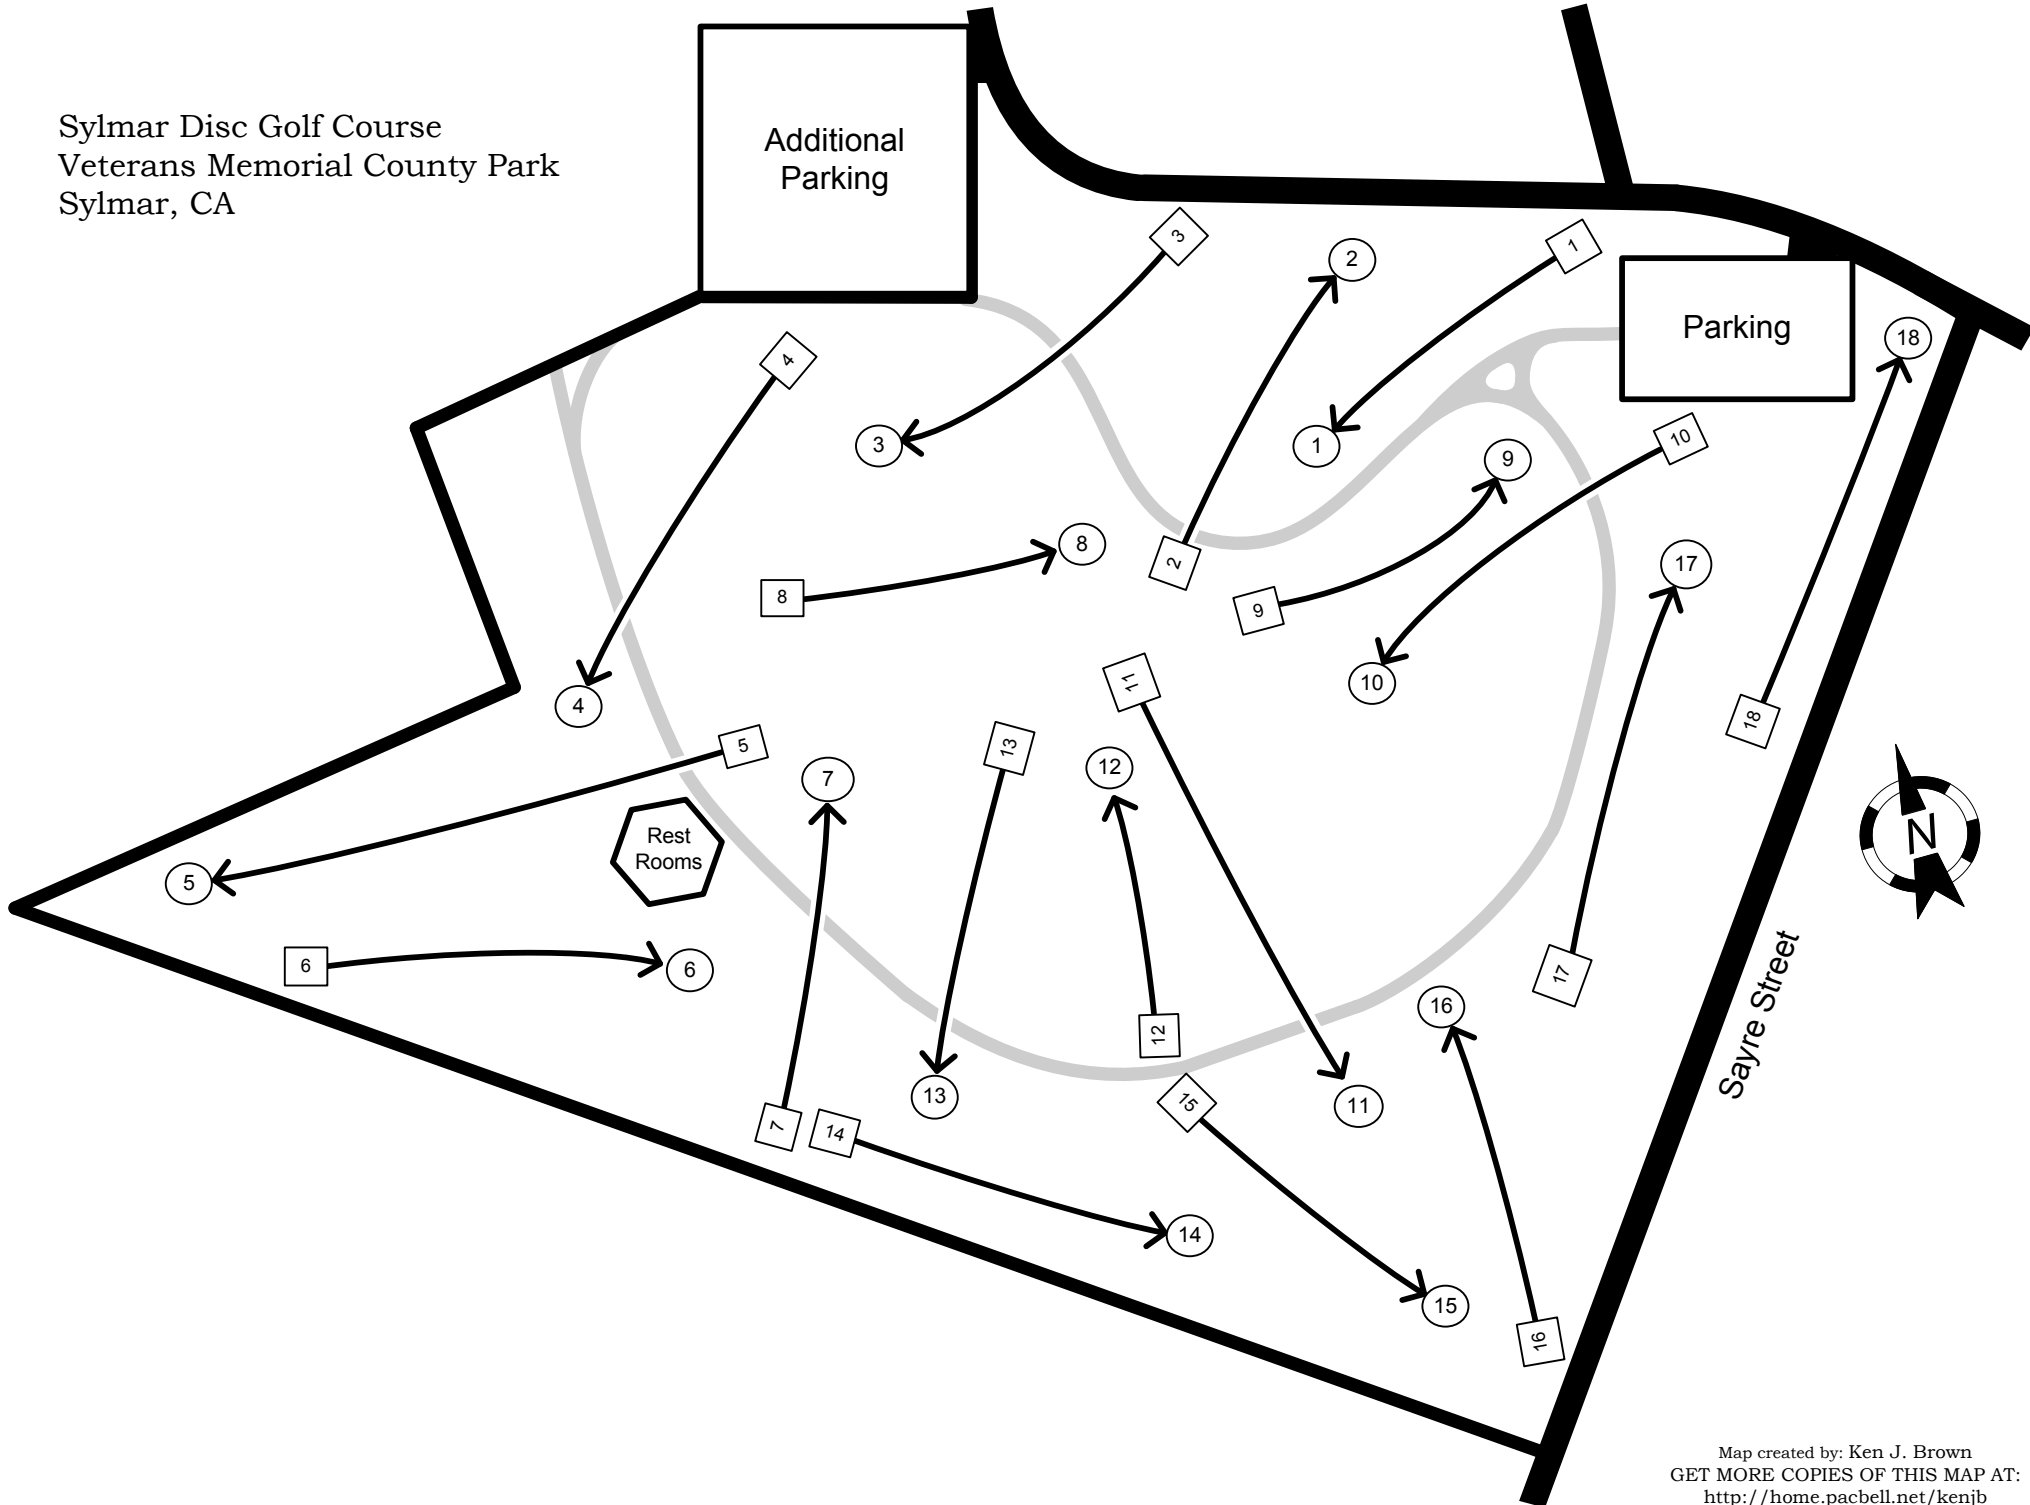 Sylmar Disc Golf Course
Veterans Memorial County Park
Sylmar, CA
Additional
Parking
3
2
1
Parking
18
4
3
1
10
9
8
2
17
8
9
4
11
10
18
5
13
12
7
N
Rest
Rooms
5
6
6
17
16
12
Sayre Street
13
15
11
7
14
14
15
16
Map created by: Ken J. Brown
GET MORE COPIES OF THIS MAP AT:
http://home.pacbell.net/kenjb